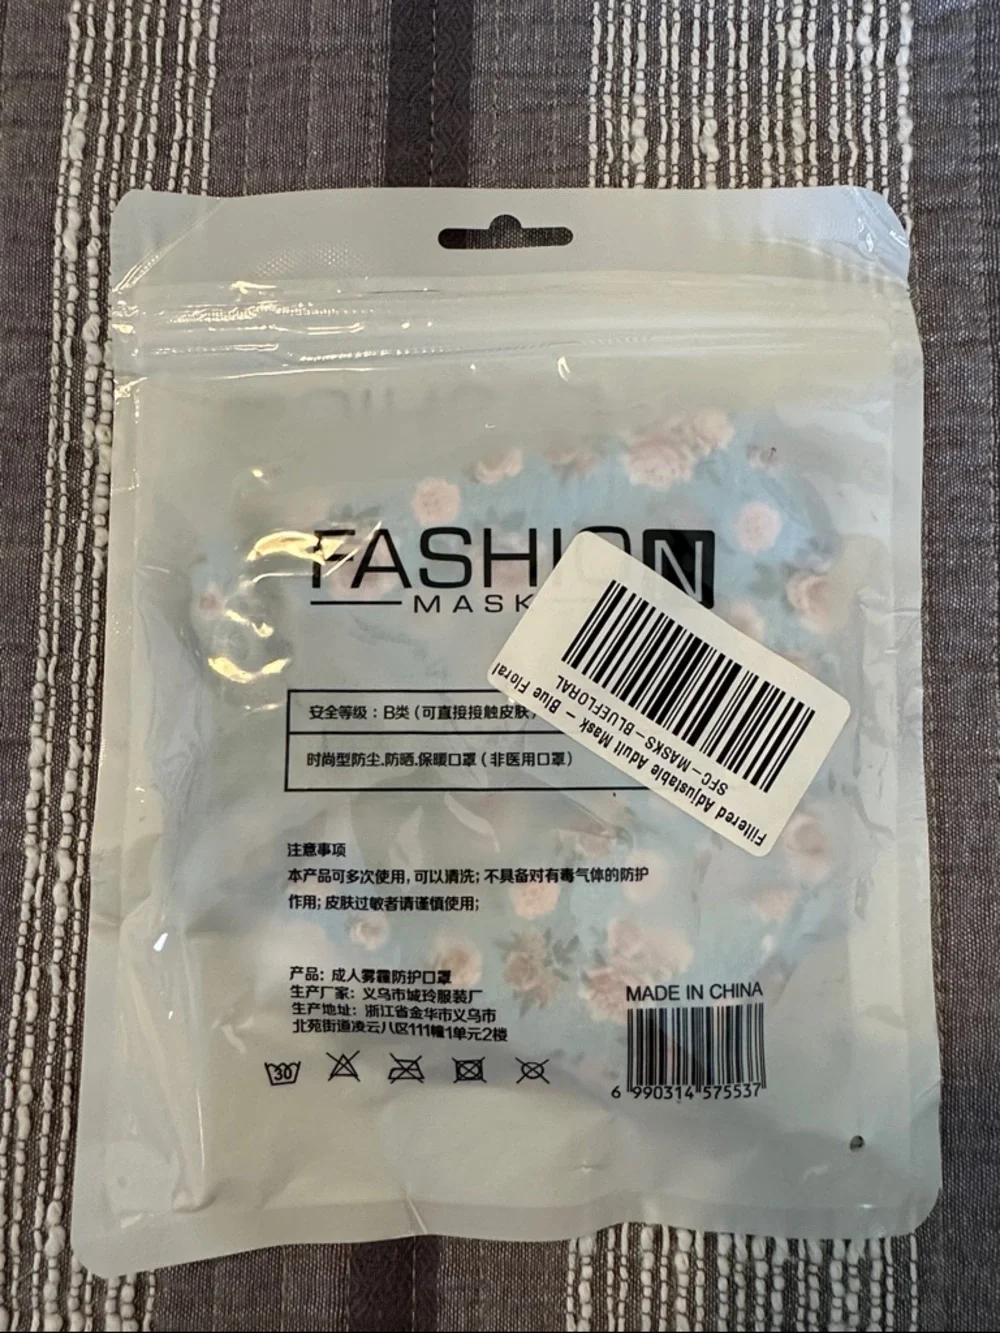 FASHION
MASK
Filtered Adjustable Adult Mask - Blue Floral
SFC-MASKS-BLUEFLORAL
安全等级：B类 (可直接接触皮肤)
时尚型防尘.防晒.保暖口罩 (非医用口罩)
注意事项
本产品可多次使用, 可以清洗; 不具备对有毒气体的防护
作用; 皮肤过敏者请谨慎使用;
产品: 成人雾霾防护口罩
生产厂家: 义乌市城玲服装厂
生产地址: 浙江省金华市义乌市
北苑街道凌云八区111幢1单元2楼
30
MADE IN CHINA
6 990314 575537